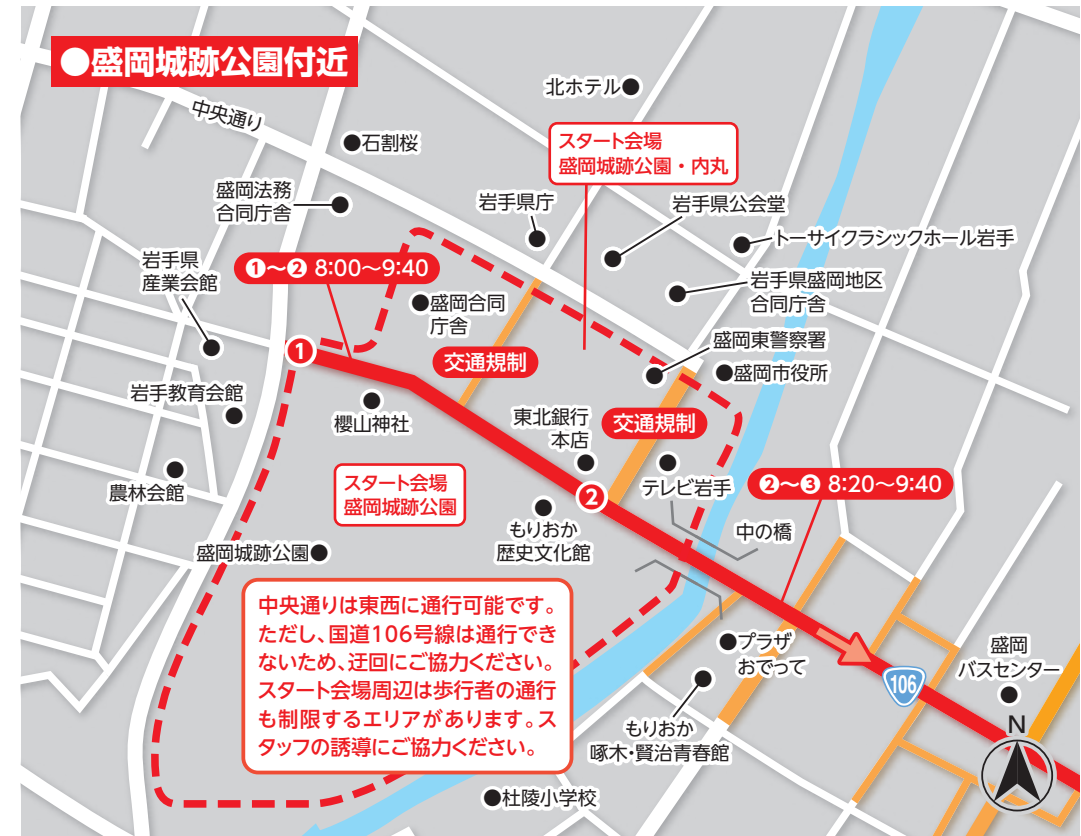 ●盛岡城跡公園付近
中央通り
北ホテル
石割桜
スタート会場
盛岡城跡公園・内丸
盛岡法務
合同庁舎
岩手県庁
岩手県公会堂
トーサイクラシックホール岩手
岩手県
産業会館
❶～❷ 8:00～9:40
盛岡合同
庁舎
岩手県盛岡地区
合同庁舎
盛岡東警察署
1
交通規制
盛岡市役所
岩手教育会館
櫻山神社
東北銀行
本店
交通規制
農林会館
スタート会場
盛岡城跡公園
2
テレビ岩手
❷～❸ 8:20～9:40
もりおか
歴史文化館
中の橋
盛岡城跡公園
中央通りは東西に通行可能です。
ただし、国道106号線は通行でき
ないため、迂回にご協力ください。
スタート会場周辺は歩行者の通行
も制限するエリアがあります。ス
タッフの誘導にご協力ください。
プラザ
おでって
盛岡
バスセンター
106
もりおか
啄木・賢治青春館
N
杜陵小学校